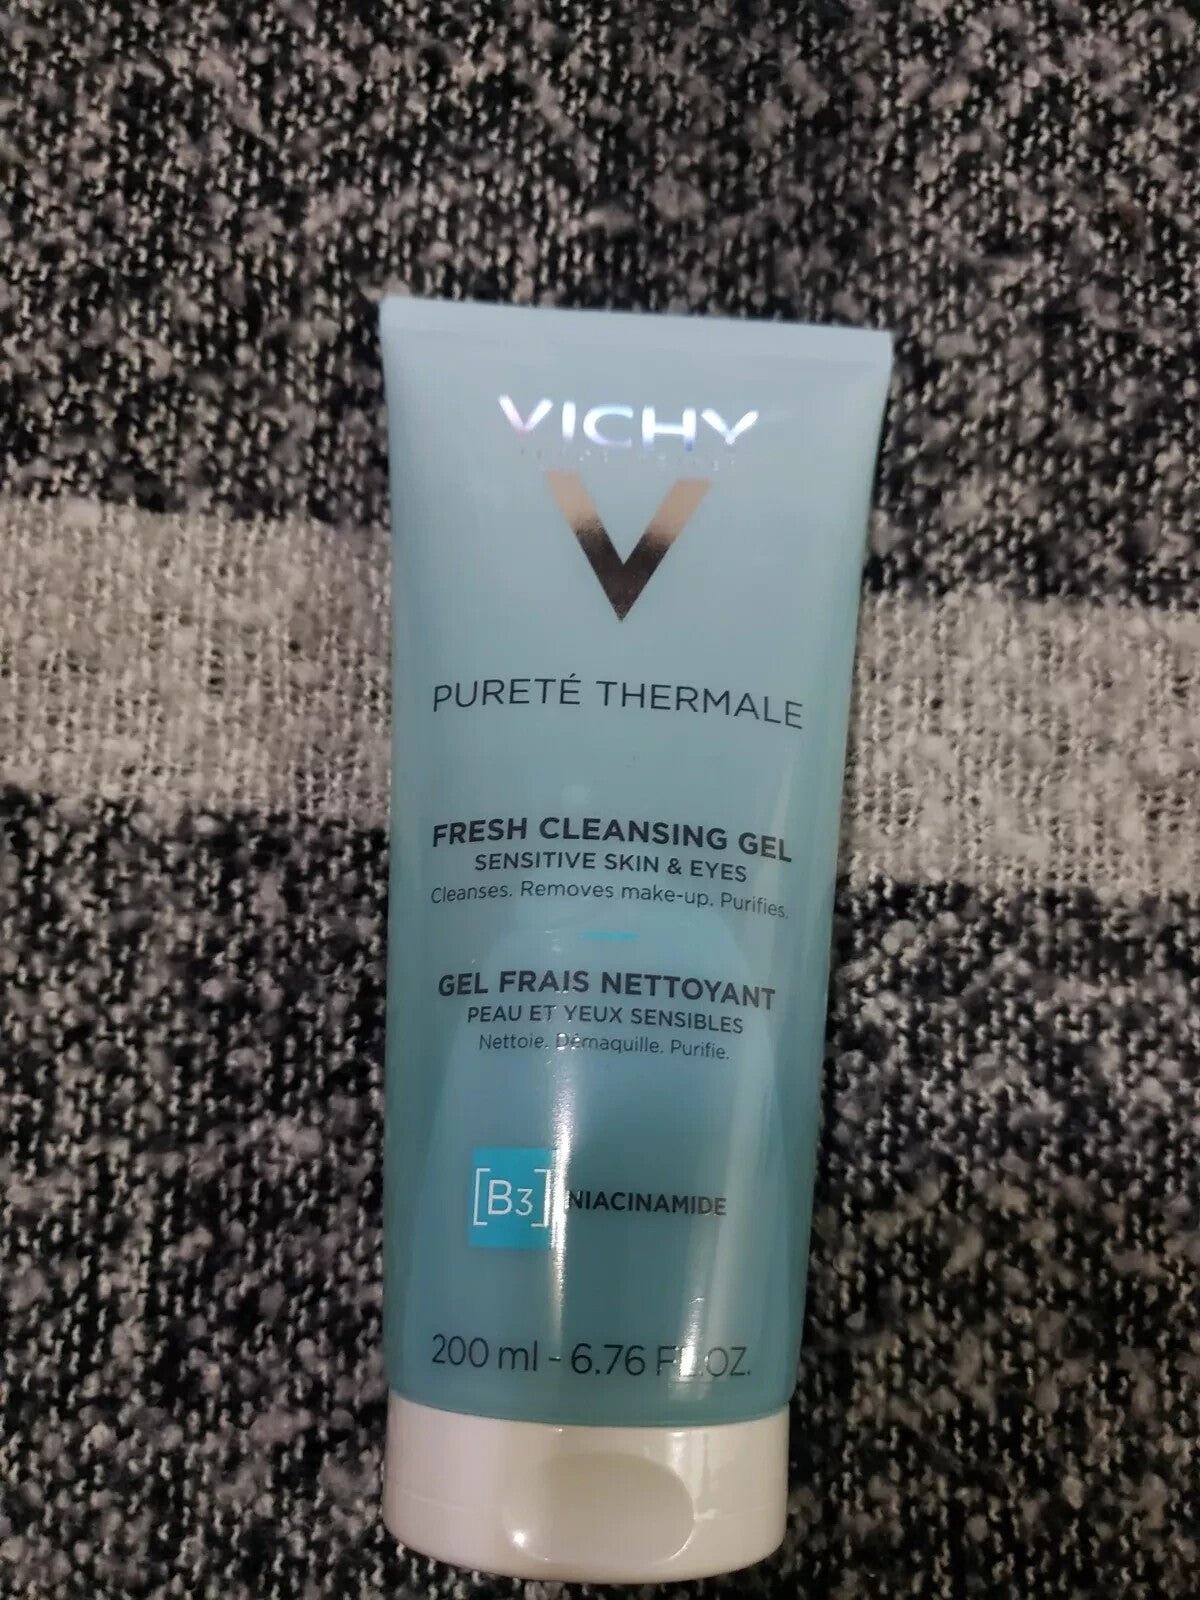 VICHY
LABORATOIRES
PURETÉ THERMALE
FRESH CLEANSING GEL
SENSITIVE SKIN & EYES
Cleanses. Removes make-up. Purifies.
GEL FRAIS NETTOYANT
PEAU ET YEUX SENSIBLES
Nettoie. Démaquille. Purifie.
[B3] NIACINAMIDE
200 ml - 6.76 FL.OZ.